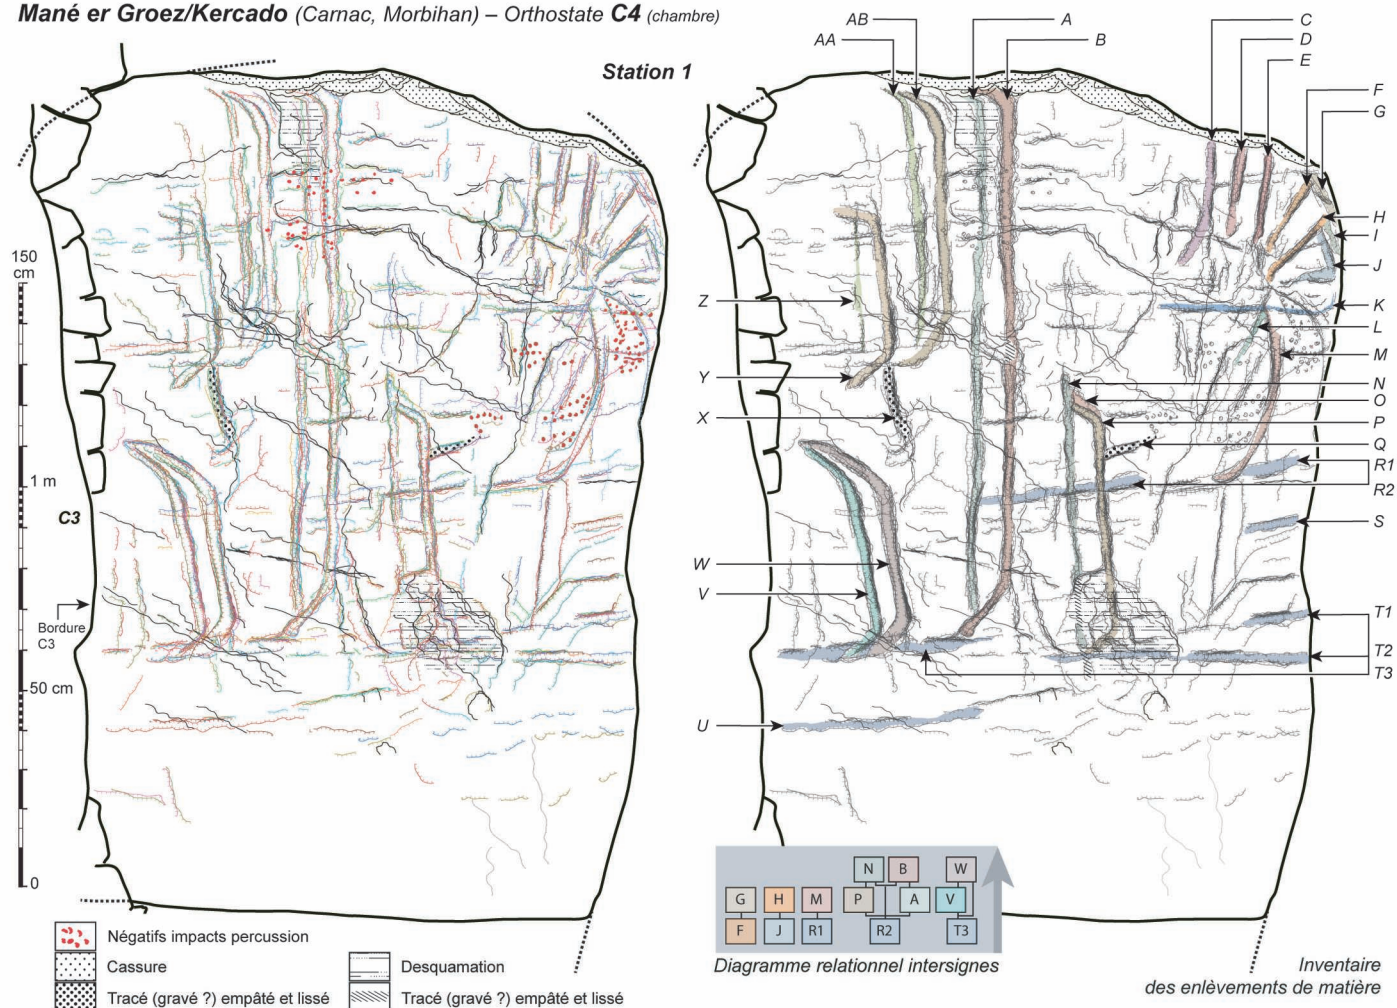 Mané er Groez/Kercado (Carnac, Morbihan) – Orthostate C4 (chambre)
Station 1
150
cm
1 m
C3
Bordure
C3
50 cm
0
AB
A
C
AA
B
D
E
F
G
H
I
J
Z
K
L
M
Y
N
O
X
P
Q
R1
R2
S
W
V
T1
T2
T3
U
N B W
G H M P A V
F J R1 R2 T3
Diagramme relationnel intersignes
Négatifs impacts percussion
Cassure
Desquamation
Tracé (gravé ?) empâté et lissé
Tracé (gravé ?) empâté et lissé
Inventaire
des enlèvements de matière